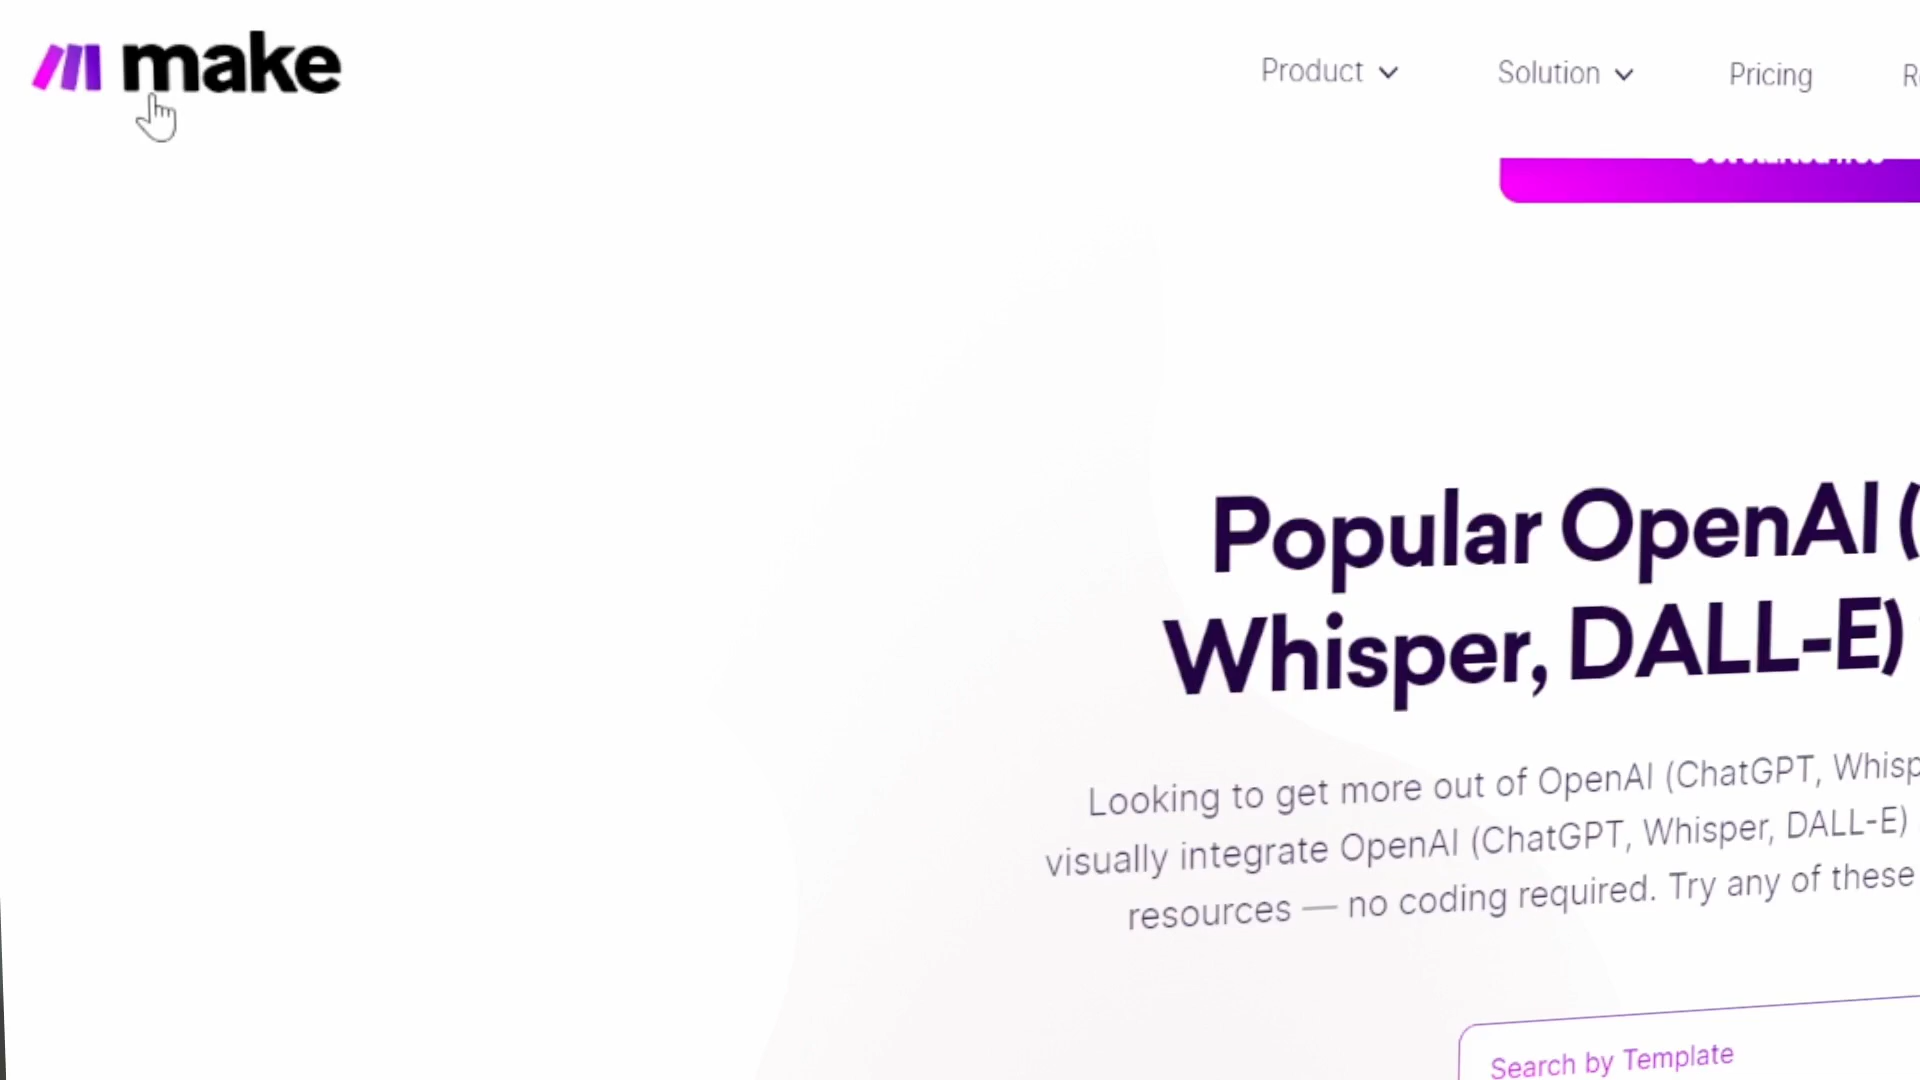 make
Product
Solution
Pricing
Popular OpenAI (
Whisper, DALL-E)
Looking to get more out of OpenAI (ChatGPT,
visually integrate OpenAI (ChatGPT, Whisper, DALL-E)
resources — no coding required. Try any of these
Search by Template